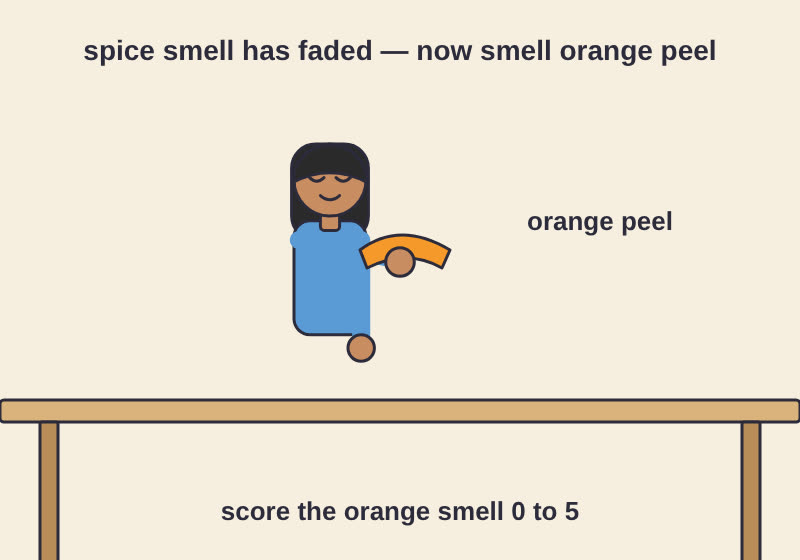 spice smell has faded — now smell orange peel
orange peel
score the orange smell 0 to 5